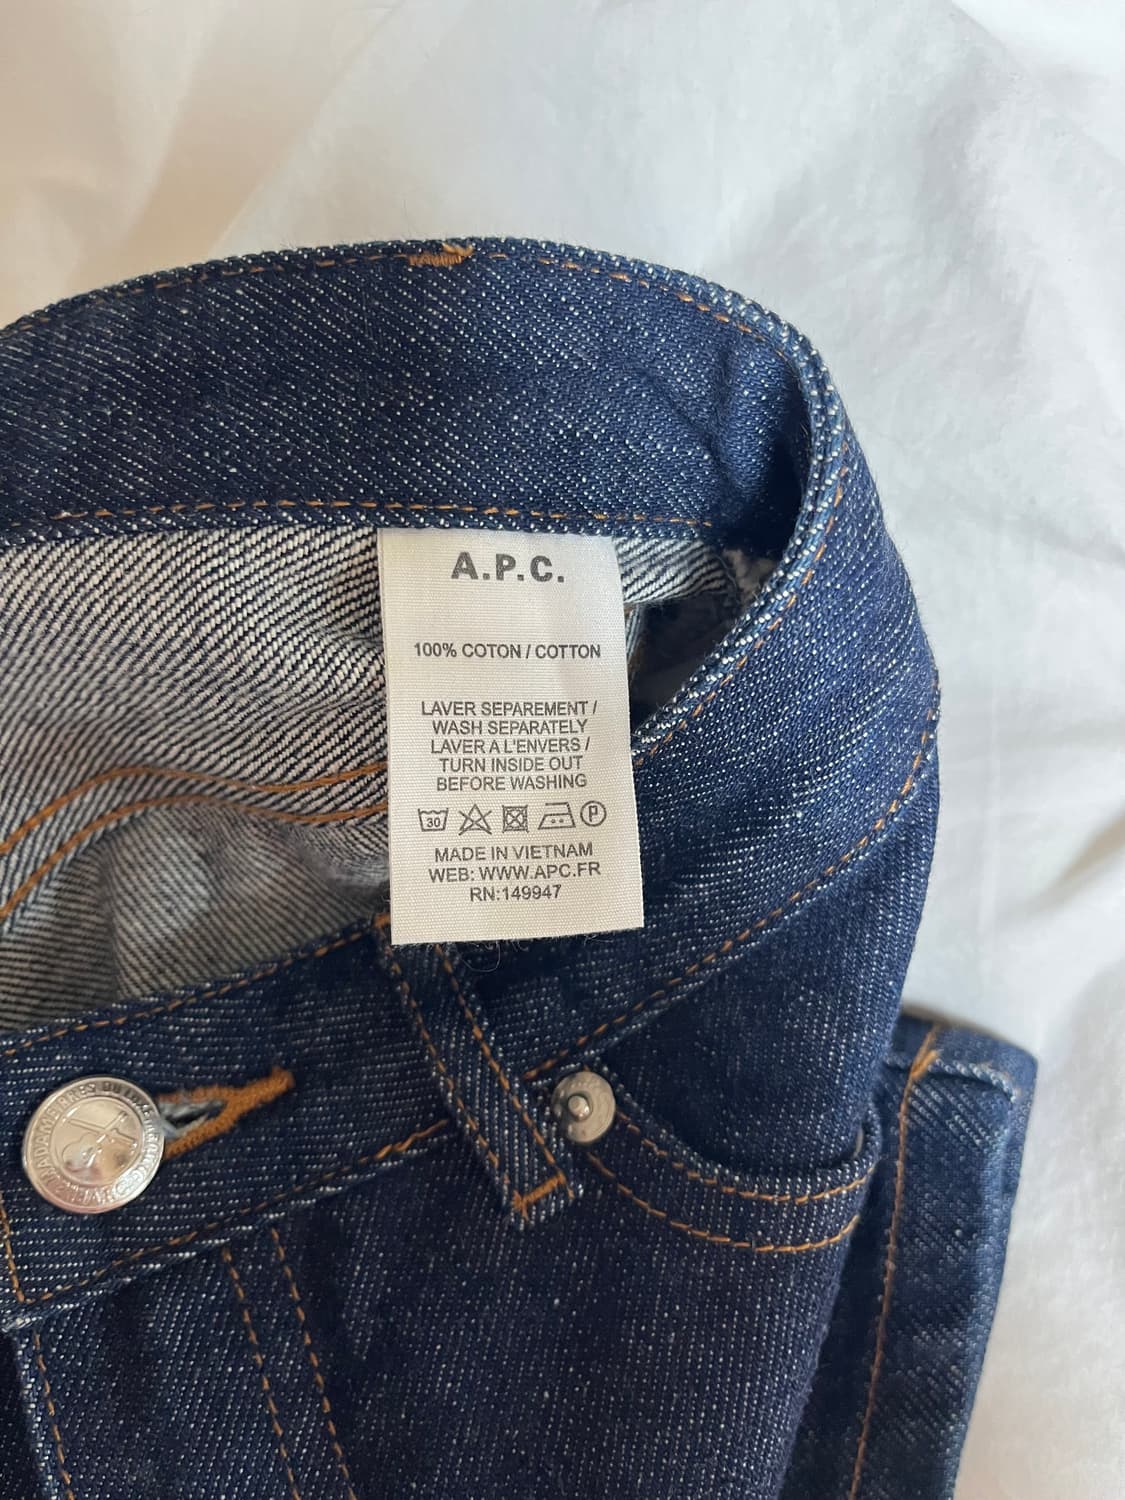 A.P.C.
100% COTON / COTTON
LAVER SEPAREMENT /
WASH SEPARATELY
LAVER A L'ENVERS /
TURN INSIDE OUT
BEFORE WASHING
30 P
MADE IN VIETNAM
WEB: WWW.APC.FR
RN:149947